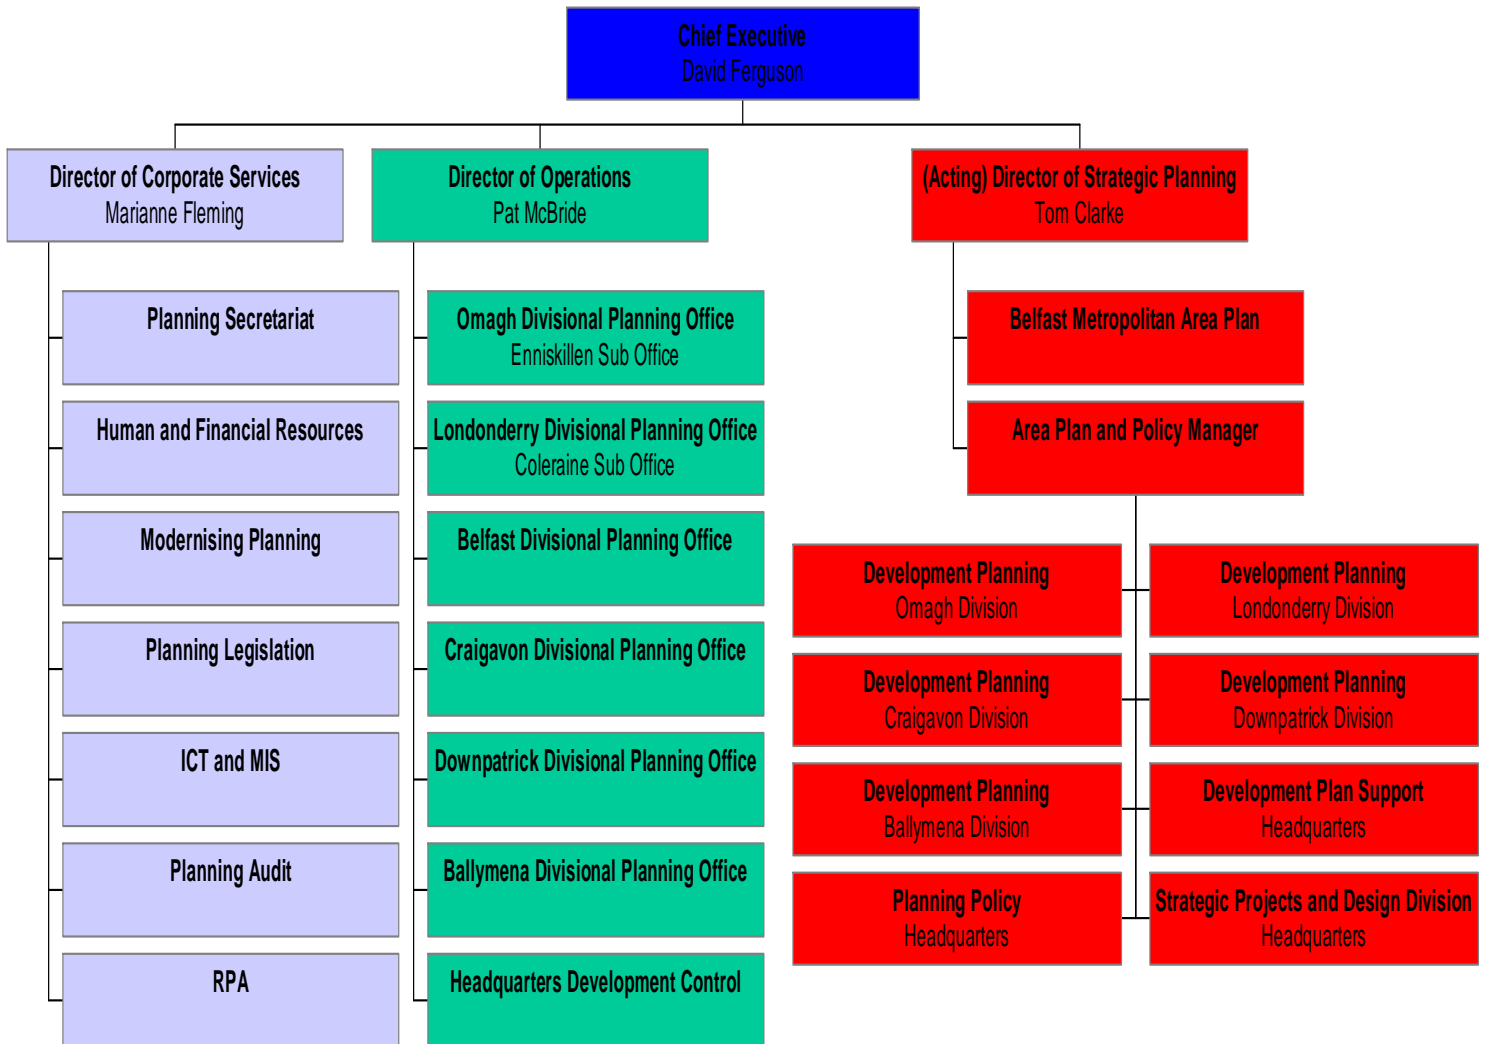 Chief Executive
David Ferguson
Director of Corporate Services
Marianne Fleming
Director of Operations
Pat McBride
(Acting) Director of Strategic Planning
Tom Clarke
Planning Secretariat
Human and Financial Resources
Modernising Planning
Planning Legislation
ICT and MIS
Planning Audit
RPA
Omagh Divisional Planning Office
Enniskillen Sub Office
Londonderry Divisional Planning Office
Coleraine Sub Office
Belfast Divisional Planning Office
Craigavon Divisional Planning Office
Downpatrick Divisional Planning Office
Ballymena Divisional Planning Office
Headquarters Development Control
Belfast Metropolitan Area Plan
Area Plan and Policy Manager
Development Planning
Omagh Division
Development Planning
Londonderry Division
Development Planning
Craigavon Division
Development Planning
Downpatrick Division
Development Planning
Ballymena Division
Development Plan Support
Headquarters
Planning Policy
Headquarters
Strategic Projects and Design Division
Headquarters